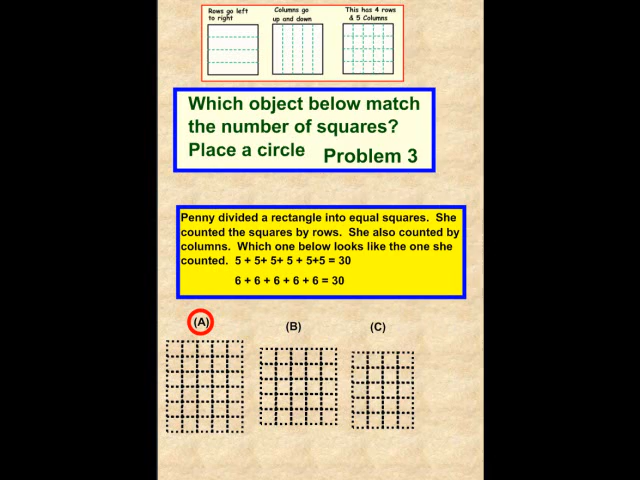 Rows go left
to right
Columns go
up and down
This has 4 rows
& 5 Columns
Which object below match
the number of squares?
Place a circle
Problem 3
Penny divided a rectangle into equal squares. She
counted the squares by rows. She also counted by
columns. Which one below looks like the one she
counted. 5 + 5+ 5+ 5 + 5+5 = 30
6 + 6 + 6 + 6 + 6 = 30
(A)
(B)
(C)